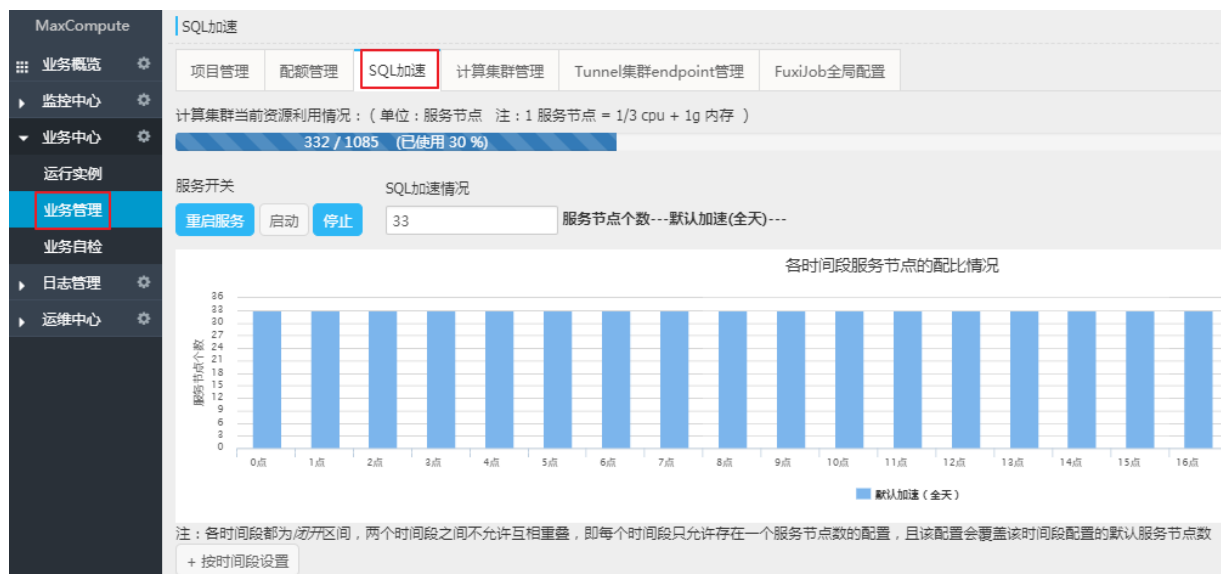 MaxCompute
业务概览
监控中心
业务中心
运行实例
业务管理
业务自检
日志管理
运维中心
SQL加速
项目管理 配额管理 SQL加速 计算集群管理 Tunnel集群endpoint管理 FuxiJob全局配置
计算集群当前资源利用情况：( 单位：服务节点 注：1 服务节点 = 1/3 cpu + 1g 内存 )
332 / 1085 (已使用 30 %)
服务开关 SQL加速情况
重启服务 启动 停止 33 服务节点个数---默认加速(全天)---
各时间段服务节点的配比情况
服务节点个数
36
33
30
27
24
21
18
15
12
9
6
3
0
0点 1点 2点 3点 4点 5点 6点 7点 8点 9点 10点 11点 12点 13点 14点 15点 16点
默认加速（全天）
注：各时间段都为闭开区间，两个时间段之间不允许互相重叠，即每个时间段只允许存在一个服务节点数的配置，且该配置会覆盖该时间段配置的默认服务节点数
+ 按时间段设置